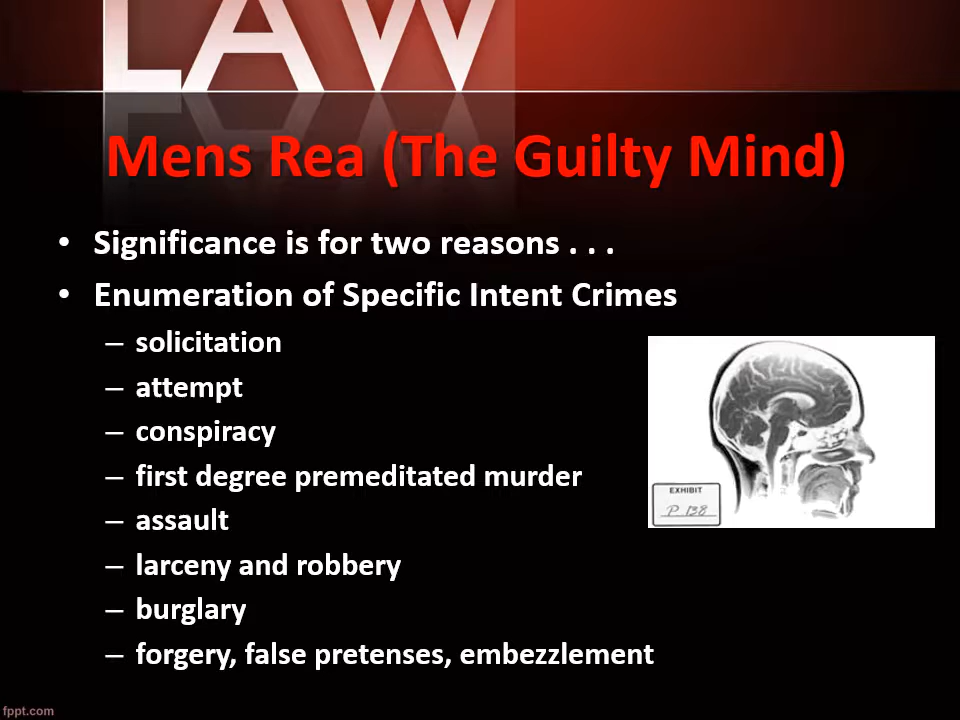 LAW
Mens Rea (The Guilty Mind)
• Significance is for two reasons . . .
• Enumeration of Specific Intent Crimes
– solicitation
– attempt
– conspiracy
– first degree premeditated murder
– assault
– larceny and robbery
– burglary
– forgery, false pretenses, embezzlement
EXHIBIT
P 138
fppt.com